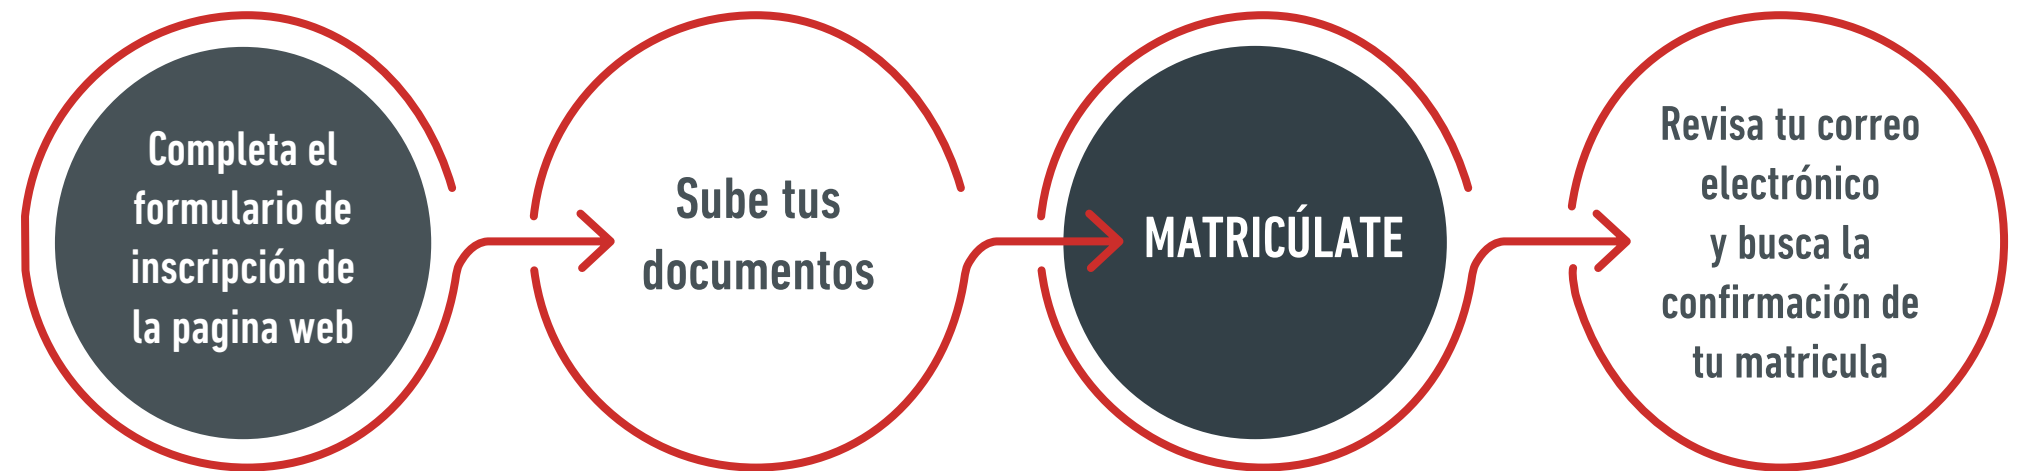 Completa el
formulario de
inscripción de
la pagina web
Sube tus
documentos
MATRICÚLATE
Revisa tu correo
electrónico
y busca la
confirmación de
tu matricula